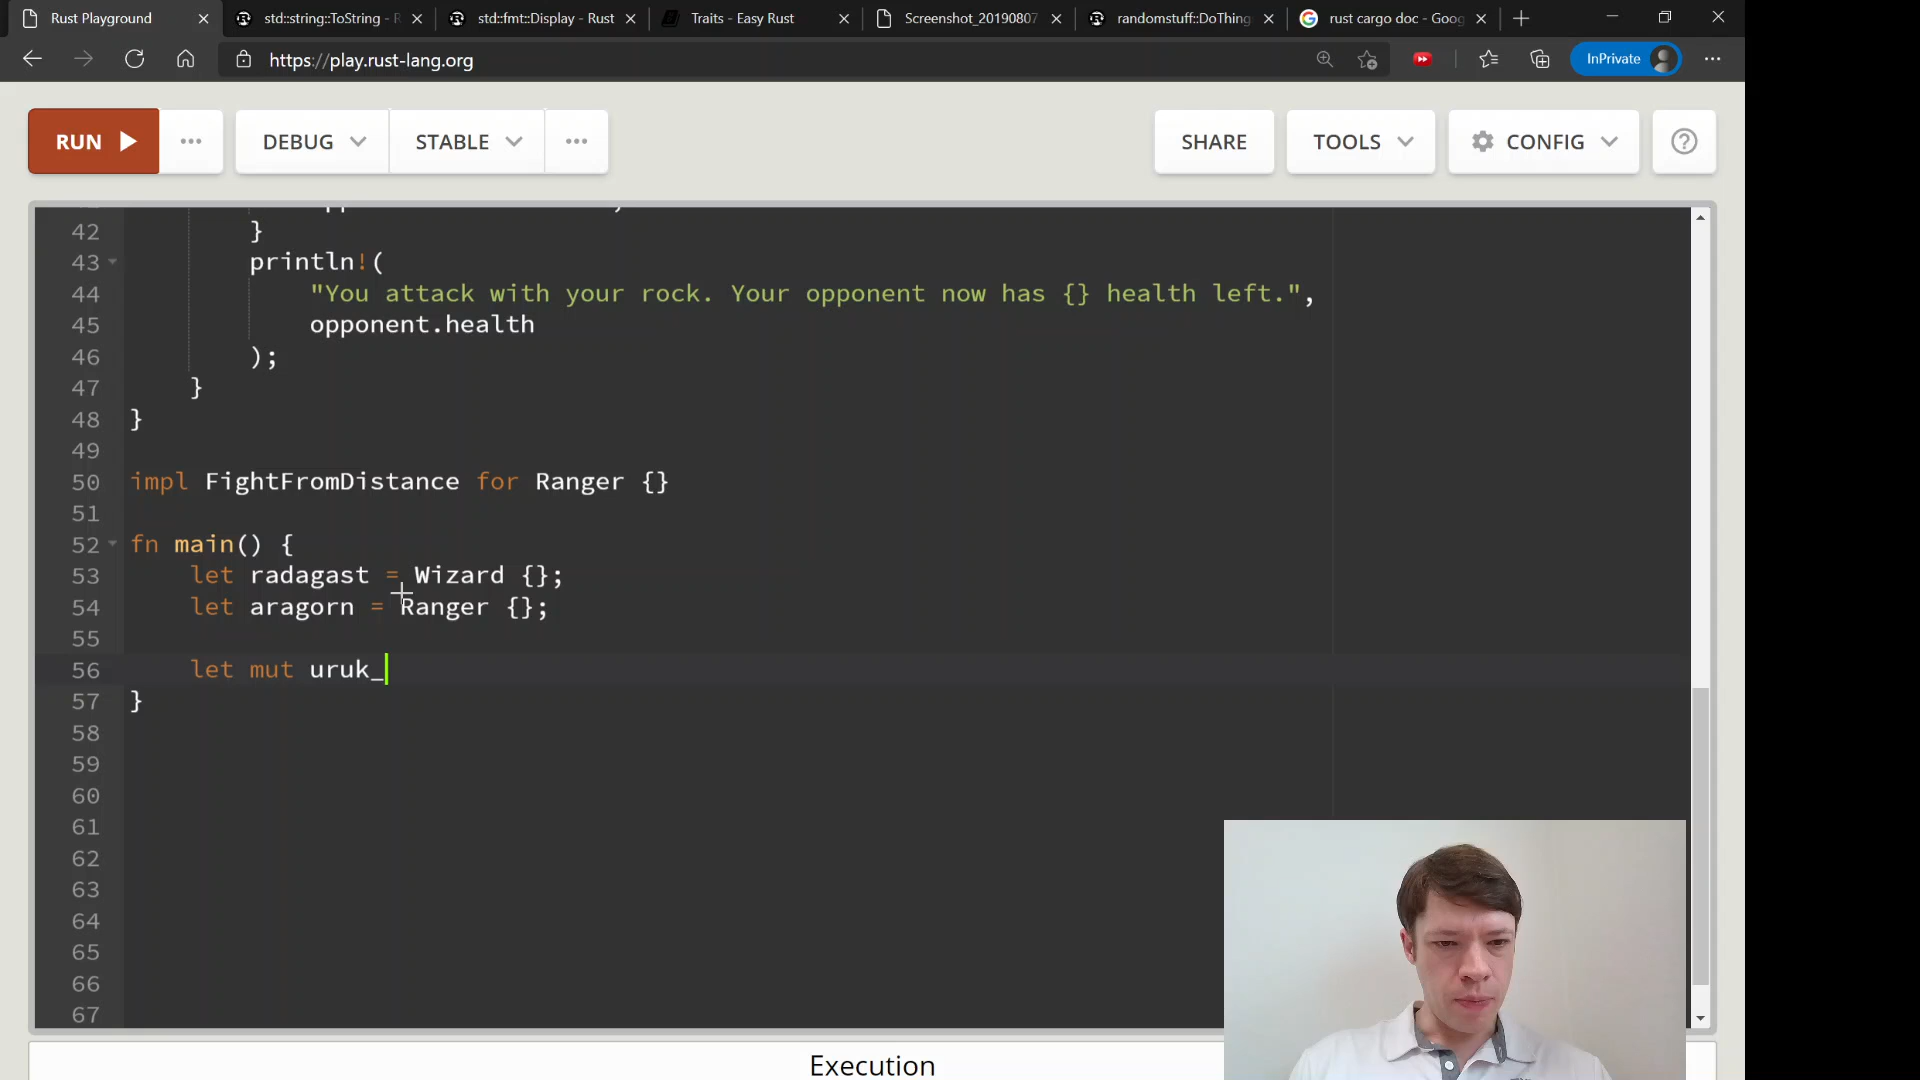 Rust Playground
std::string::ToString - R
std::fmt::Display - Rust
Traits - Easy Rust
Screenshot_20190807
randomstuff::DoThing
rust cargo doc - Goog
https://play.rust-lang.org
InPrivate
RUN
DEBUG
STABLE
SHARE
TOOLS
CONFIG
42 }
43 println!(
44 "You attack with your rock. Your opponent now has {} health left.",
45 opponent.health
46 );
47 }
48 }
49
50 impl FightFromDistance for Ranger {}
51
52 fn main() {
53 let radagast = Wizard {};
54 let aragorn = Ranger {};
55
56 let mut uruk_
57 }
58
59
60
61
62
63
64
65
66
67
Execution